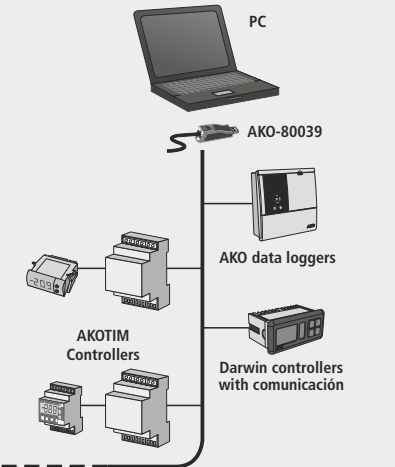 PC
AKO-80039
AKO data loggers
AKOTIM
Controllers
Darwin controllers
with comunicación